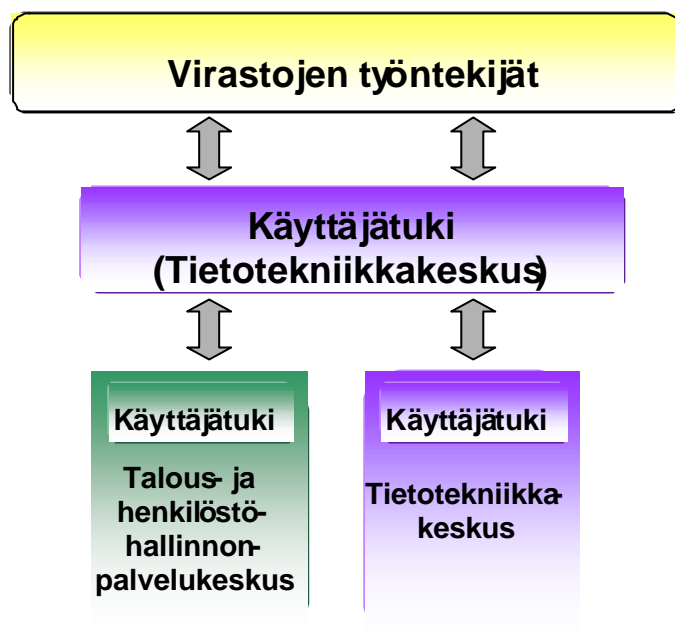 Virastojen työntekijät
Käyttäjätuki
(Tietotekniikkakeskus)
Käyttäjätuki
Talous- ja
henkilöstö-
hallinnon-
palvelukeskus
Käyttäjätuki
Tietotekniikka-
keskus